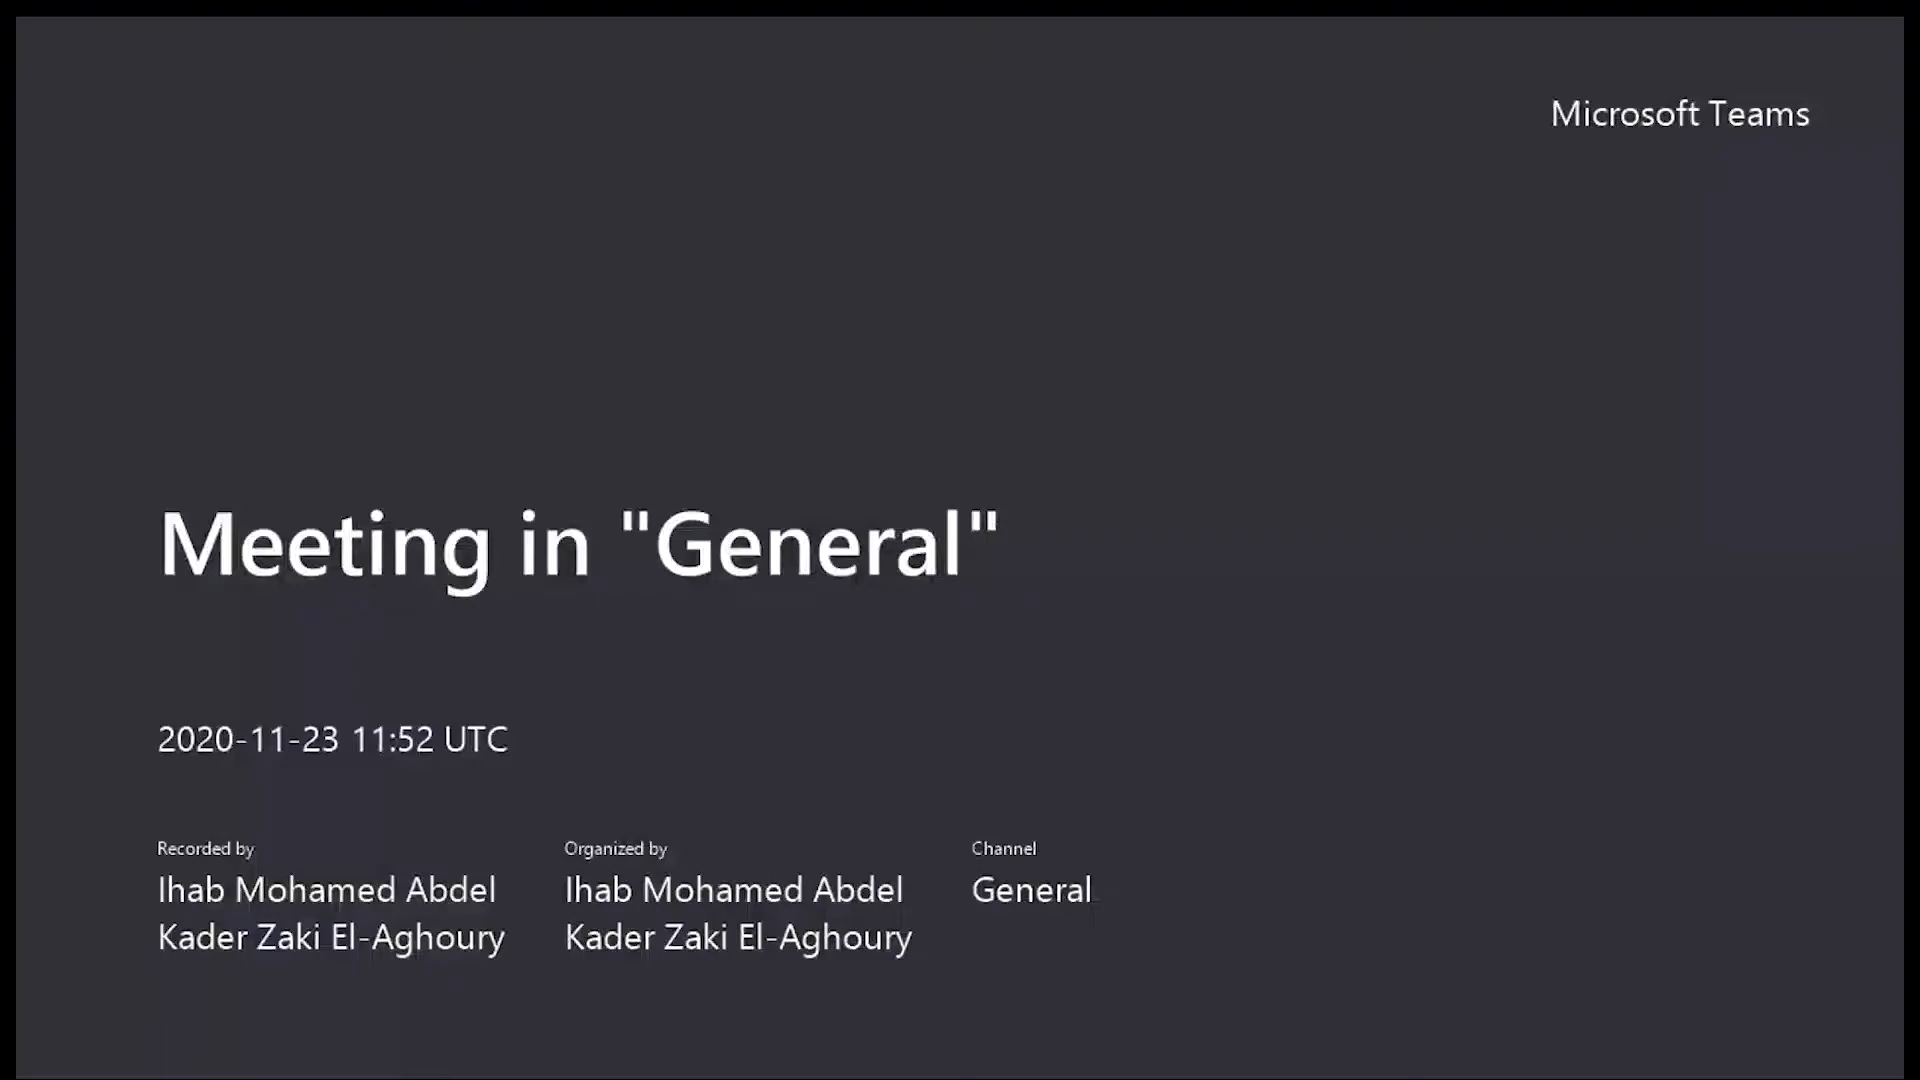 Microsoft Teams
Meeting in "General"
2020-11-23 11:52 UTC
Recorded by
Ihab Mohamed Abdel
Kader Zaki El-Aghoury
Organized by
Ihab Mohamed Abdel
Kader Zaki El-Aghoury
Channel
General